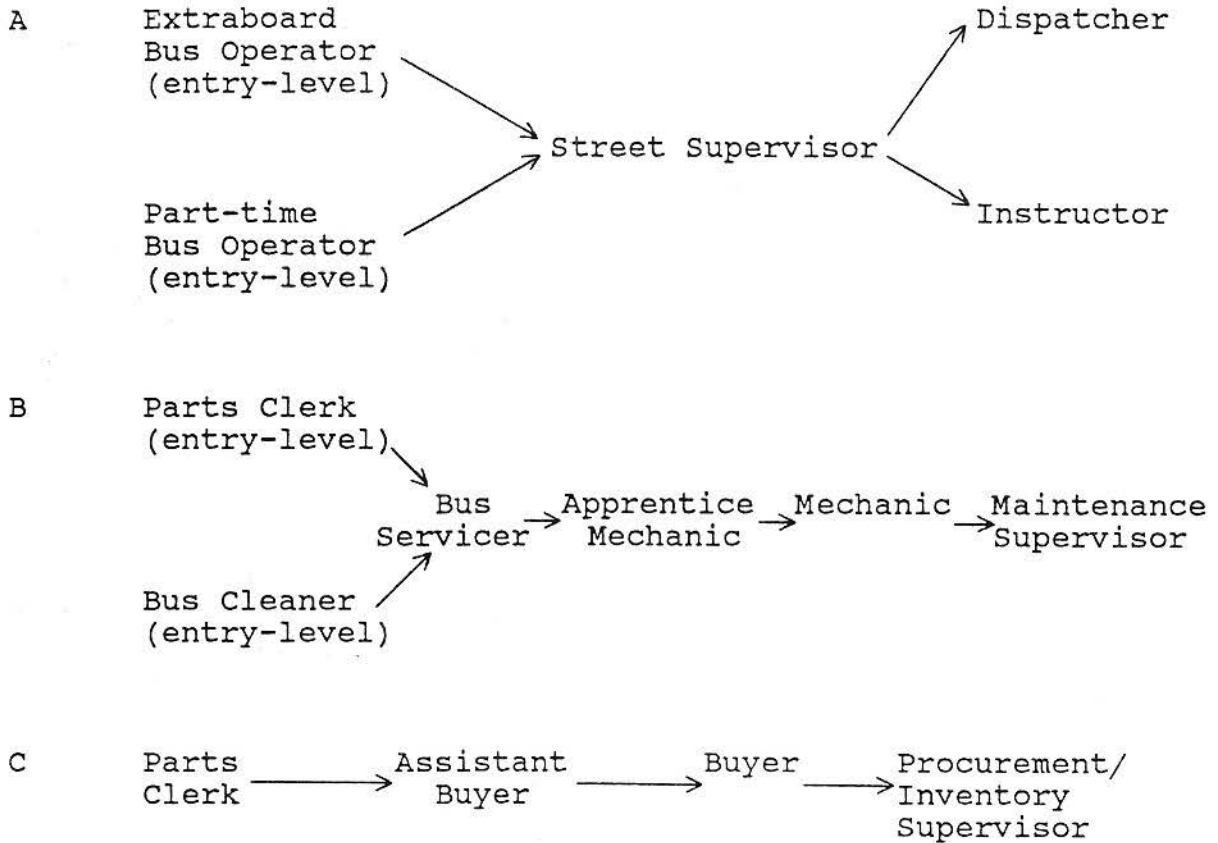 A
Extraboard
Bus Operator
(entry-level)
Dispatcher
Street Supervisor
Part-time
Bus Operator
(entry-level)
Instructor
B
Parts Clerk
(entry-level)
Bus
Servicer
Apprentice
Mechanic
Mechanic
Maintenance
Supervisor
Bus Cleaner
(entry-level)
C
Parts
Clerk
Assistant
Buyer
Buyer
Procurement/
Inventory
Supervisor